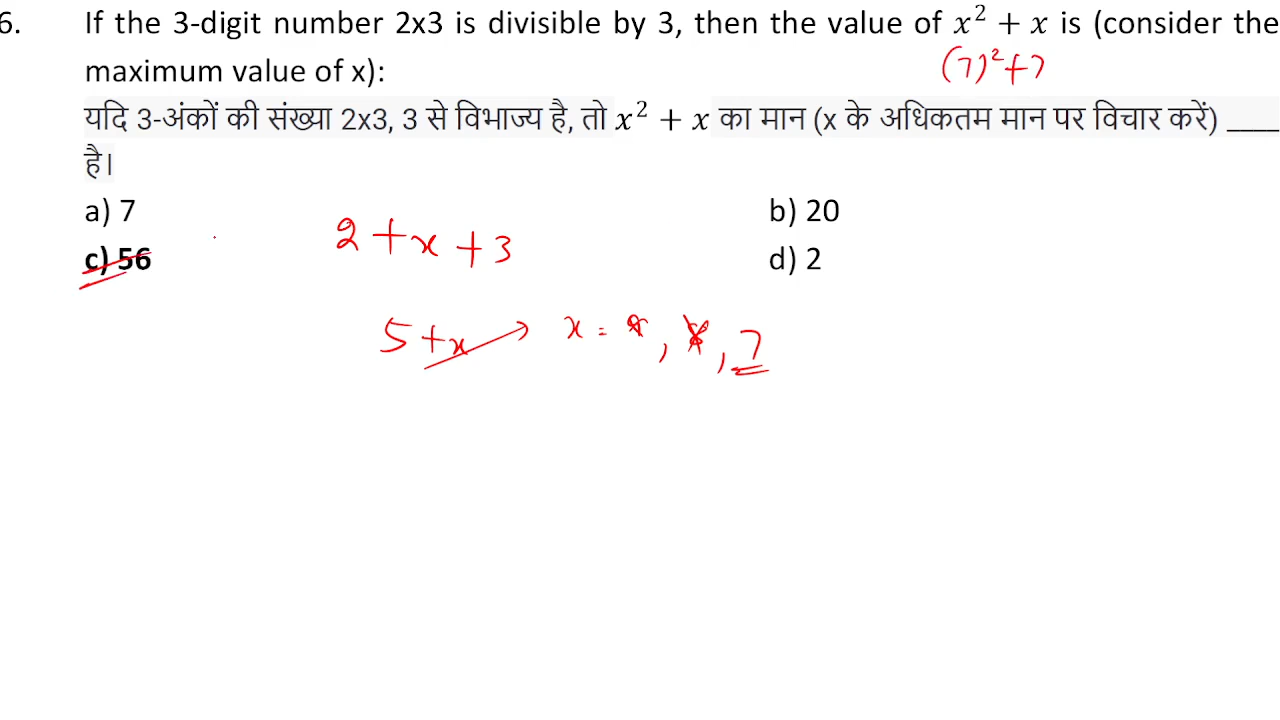 6. If the 3-digit number 2x3 is divisible by 3, then the value of x² + x is (consider the
maximum value of x):
(7)²+7
यदि 3-अंकों की संख्या 2x3, 3 से विभाज्य है, तो x² + x का मान (x के अधिकतम मान पर विचार करें) ____
है।
a) 7 b) 20
2 + x + 3
c) 56 d) 2
5 + x x = , , 7